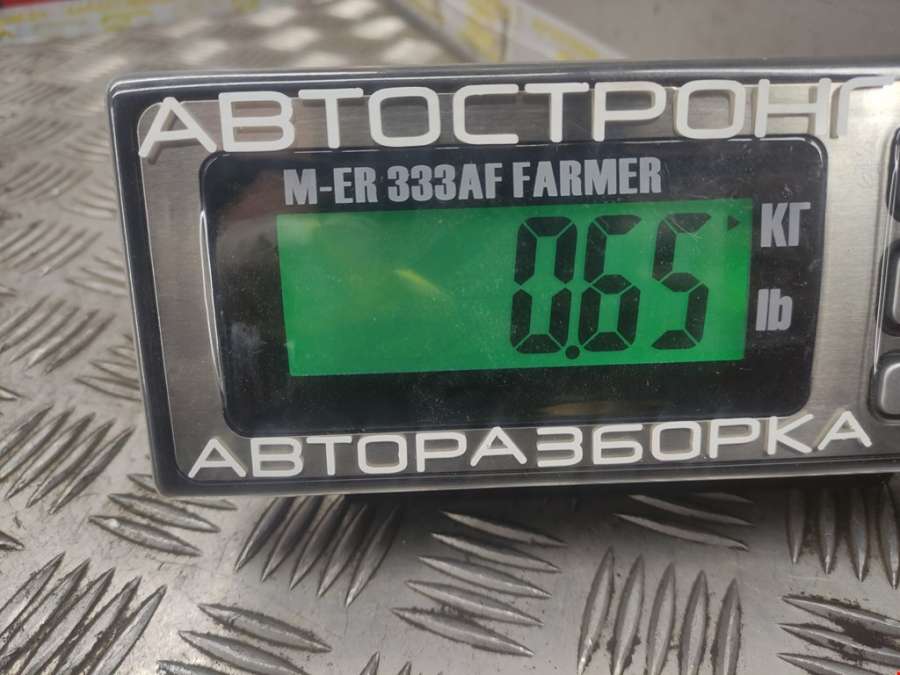 АВТОСТРОНГ
M-ER 333AF FARMER
0.65
КГ
lb
АВТОРАЗБОРКА